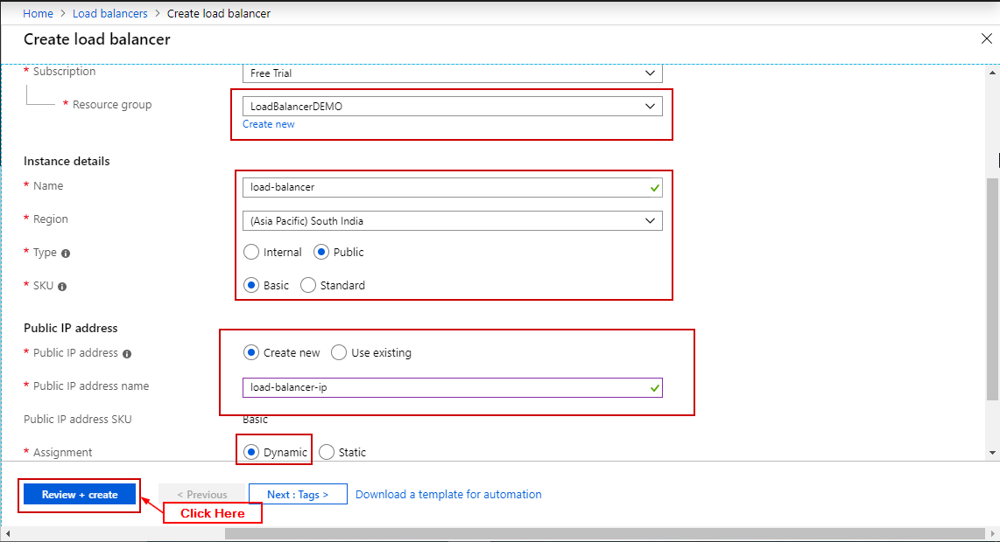 Home > Load balancers > Create load balancer
Create load balancer
* Subscription Free Trial
* Resource group LoadBalancerDEMO
Create new
Instance details
* Name load-balancer
* Region (Asia Pacific) South India
* Type Internal Public
* SKU Basic Standard
Public IP address
* Public IP address Create new Use existing
* Public IP address name load-balancer-ip
Public IP address SKU Basic
* Assignment Dynamic Static
Review + create < Previous Next : Tags > Download a template for automation
Click Here